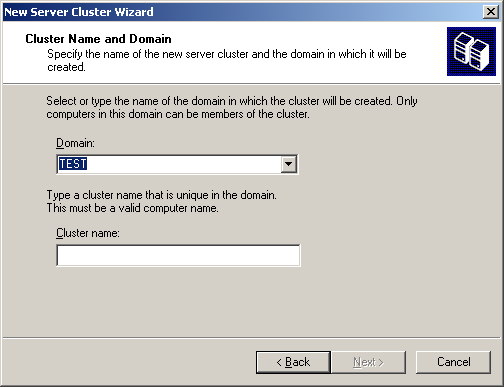 New Server Cluster Wizard
Cluster Name and Domain
Specify the name of the new server cluster and the domain in which it will be
created.
Select or type the name of the domain in which the cluster will be created. Only
computers in this domain can be members of the cluster.
Domain:
TEST
Type a cluster name that is unique in the domain.
This must be a valid computer name.
Cluster name:
< Back
Next >
Cancel